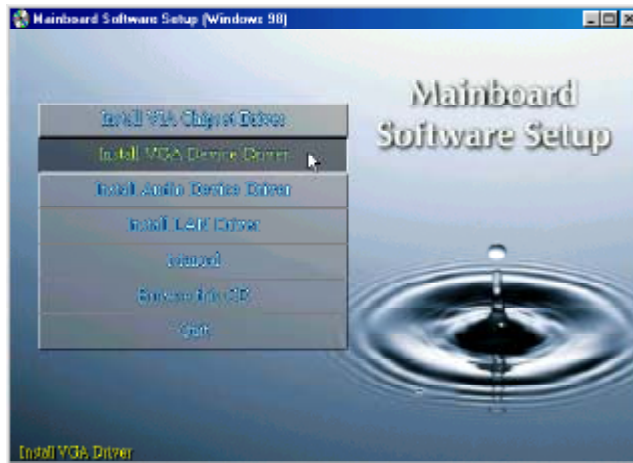 Mainboard Software Setup (Windows 98)
Mainboard
Software Setup
Install VIA Chipset Driver
Install VGA Device Driver
Install Audio Device Driver
Install LAN Driver
Manual
Browse this CD
Quit
Install VGA Driver